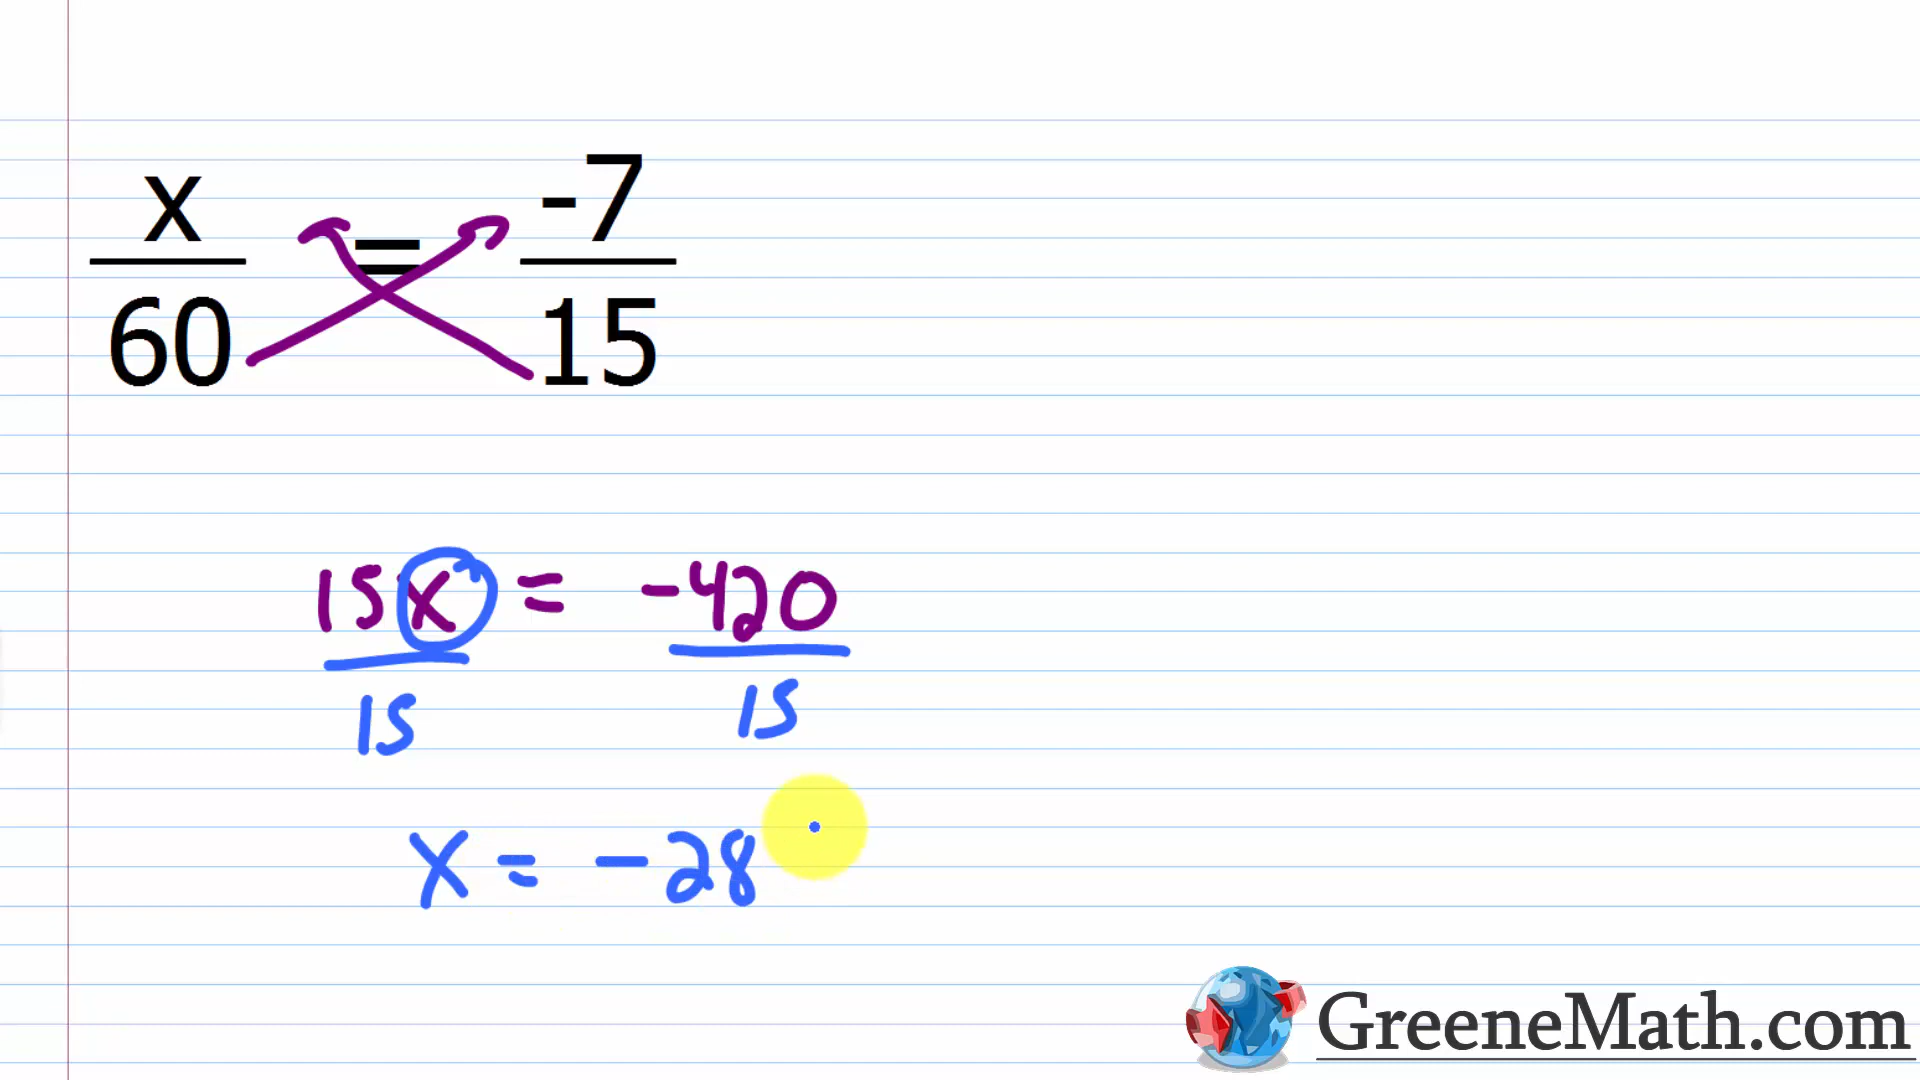 x = -7
60 15
15x = -420
15 15
x = -28
GreeneMath.com